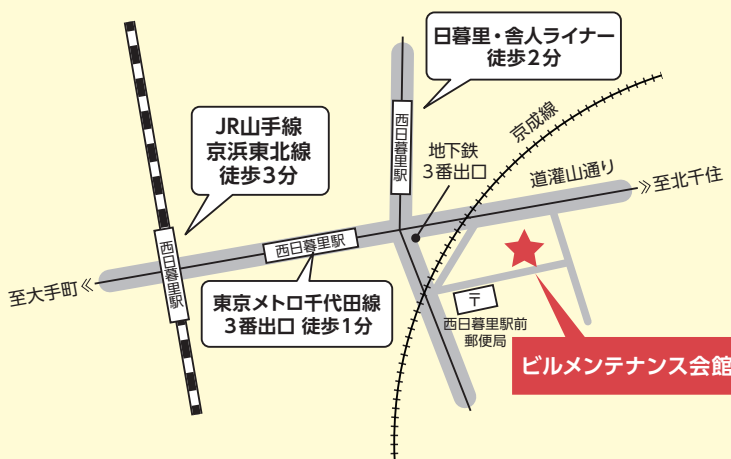 日暮里・舎人ライナー
徒歩2分
JR山手線
京浜東北線
徒歩3分
西日暮里駅
京成線
地下鉄
3番出口
道灌山通り
》至北千住
西日暮里駅
西日暮里駅
至大手町《
東京メトロ千代田線
3番出口 徒歩1分
〒
西日暮里駅前
郵便局
ビルメンテナンス会館